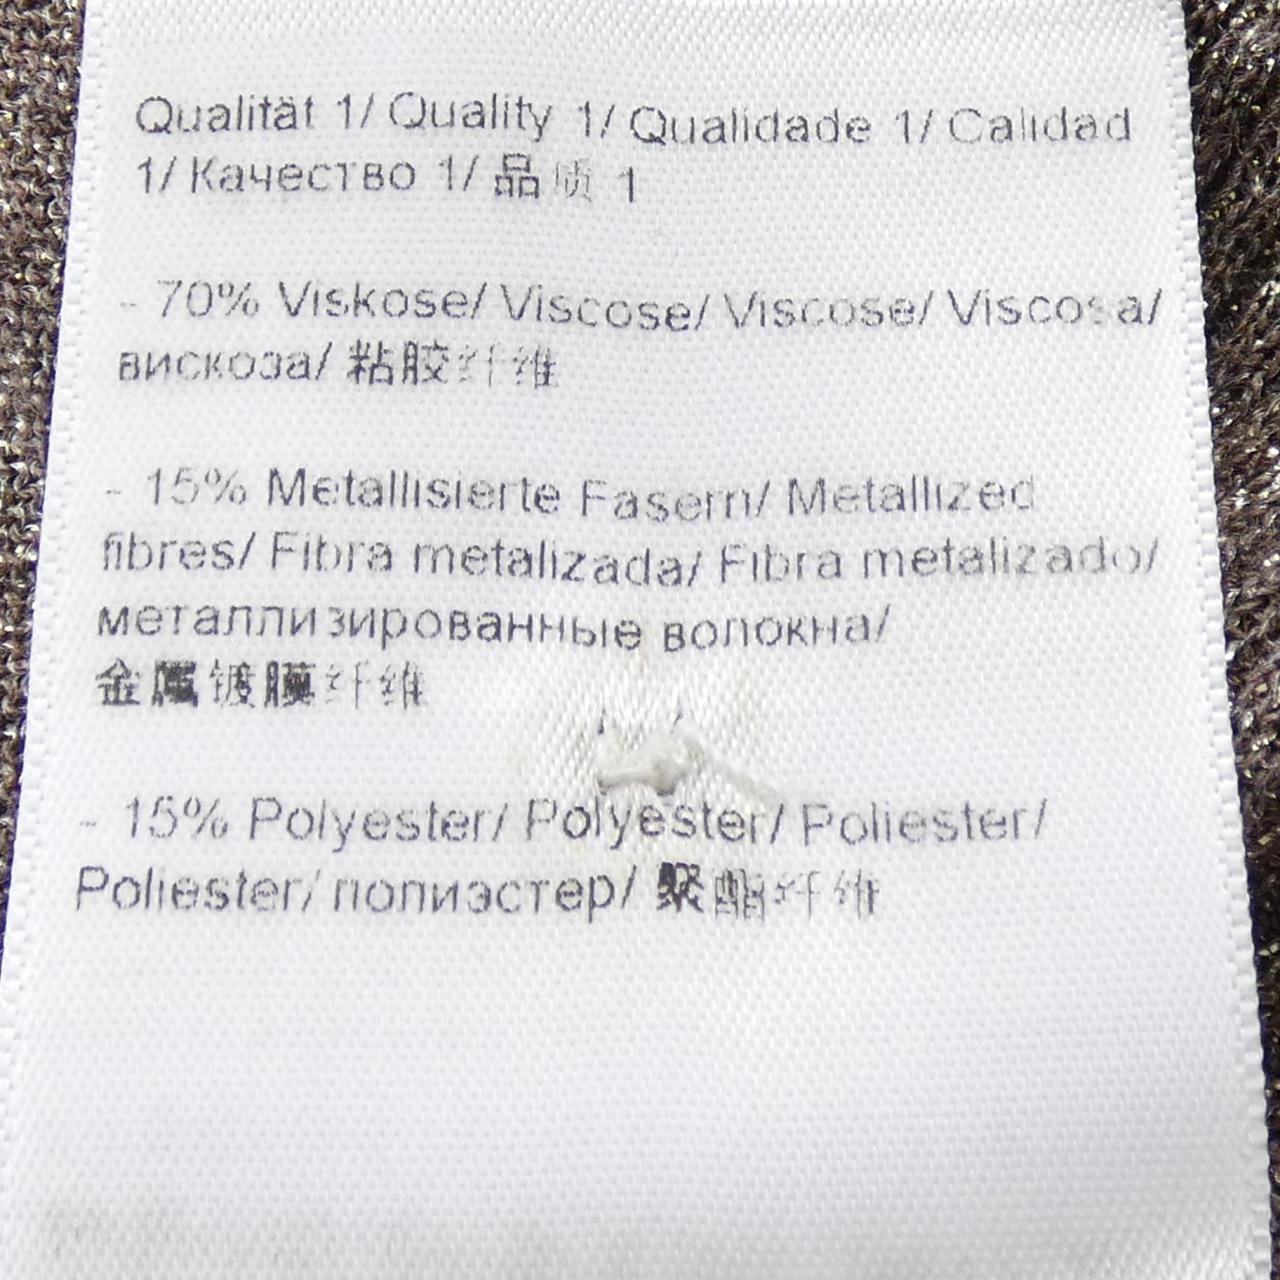 Qualität 1/ Quality 1/ Qualidade 1/ Calidad
1/ Качество 1/ 品质 1
- 70% Viskose/ Viscose/ Viscose/ Viscosa/
вискоза/ 粘胶纤维
- 15% Metallisierte Fasern/ Metallized
fibres/ Fibra metalizada/ Fibra metalizado/
металлизированные волокна/
金属镀膜纤维
- 15% Polyester/ Polyester/ Poliester/
Poliester/ полиэстер/ 聚酯纤维